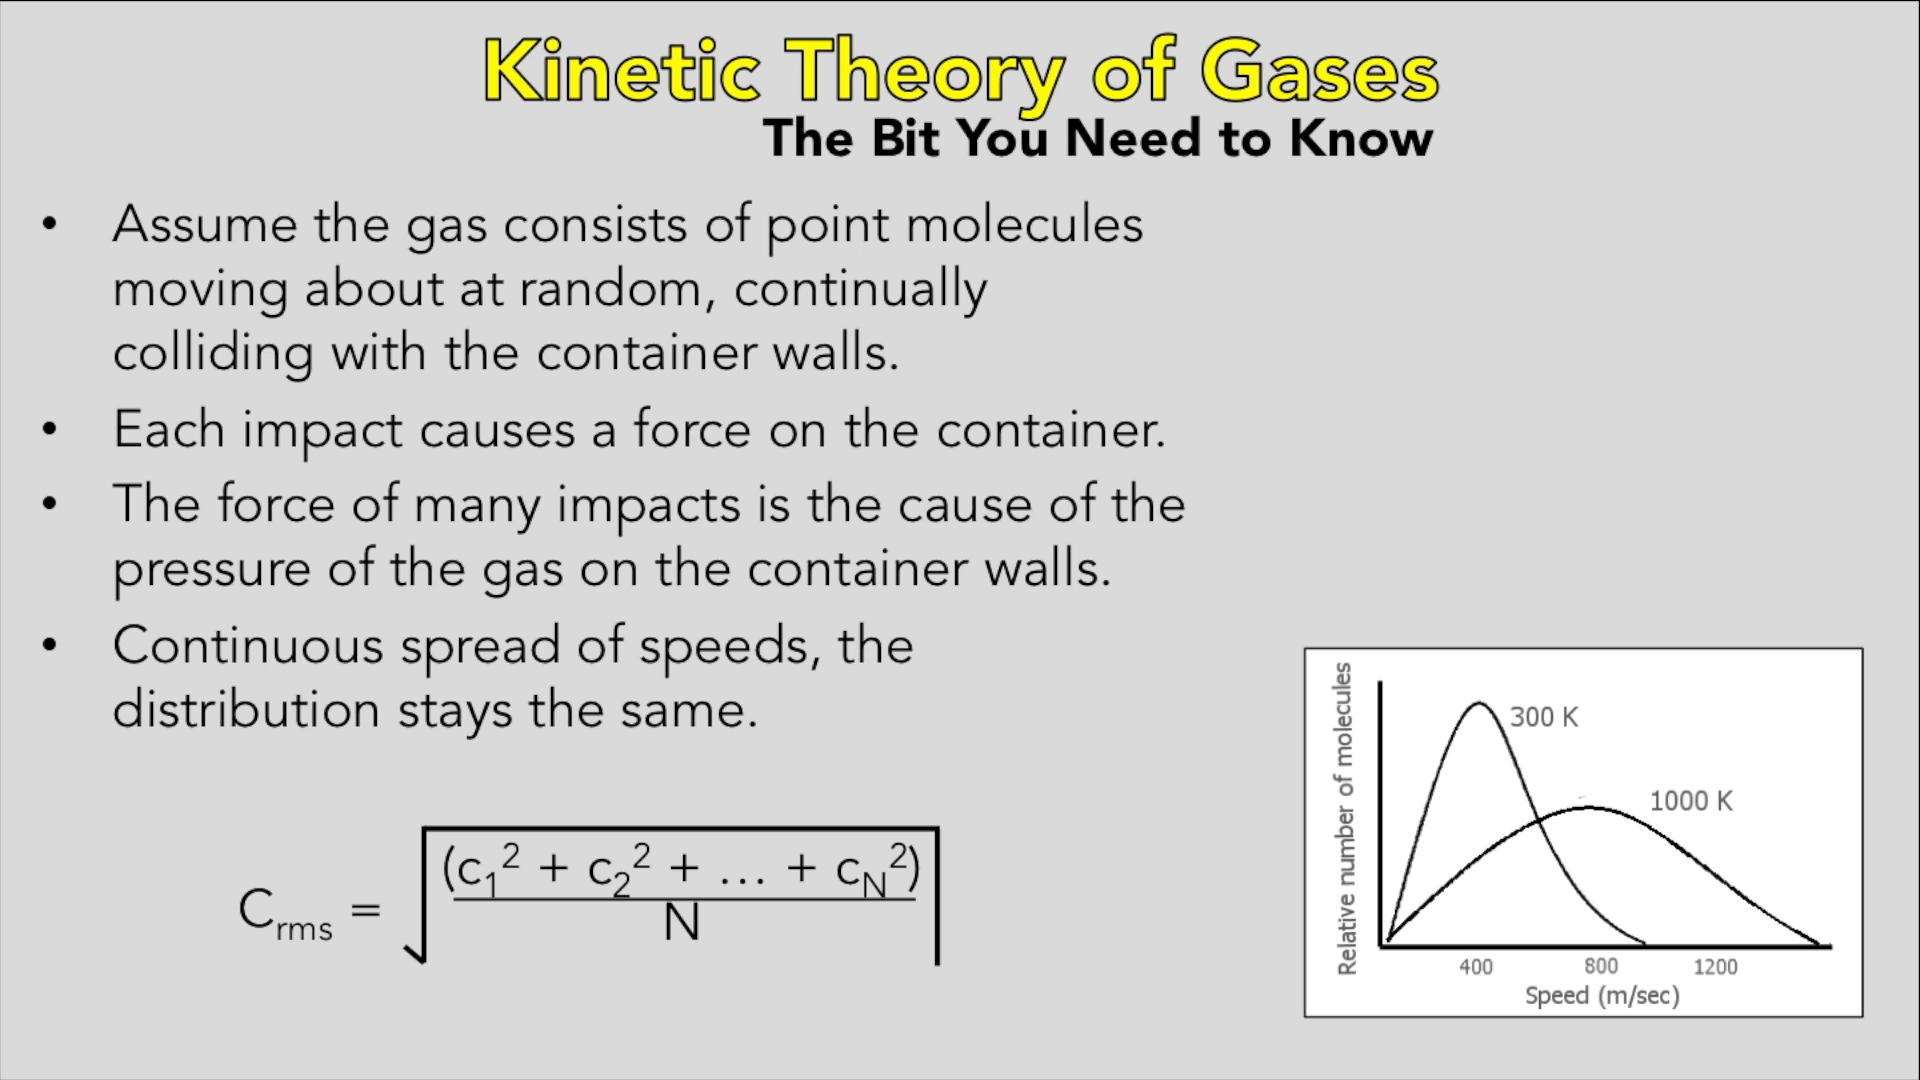 Kinetic Theory of Gases
The Bit You Need to Know
• Assume the gas consists of point molecules
moving about at random, continually
colliding with the container walls.
• Each impact causes a force on the container.
• The force of many impacts is the cause of the
pressure of the gas on the container walls.
• Continuous spread of speeds, the
distribution stays the same.
C_rms = √((c₁² + c₂² + … + c_N²) / N)
Relative number of molecules
300 K
1000 K
400 800 1200
Speed (m/sec)